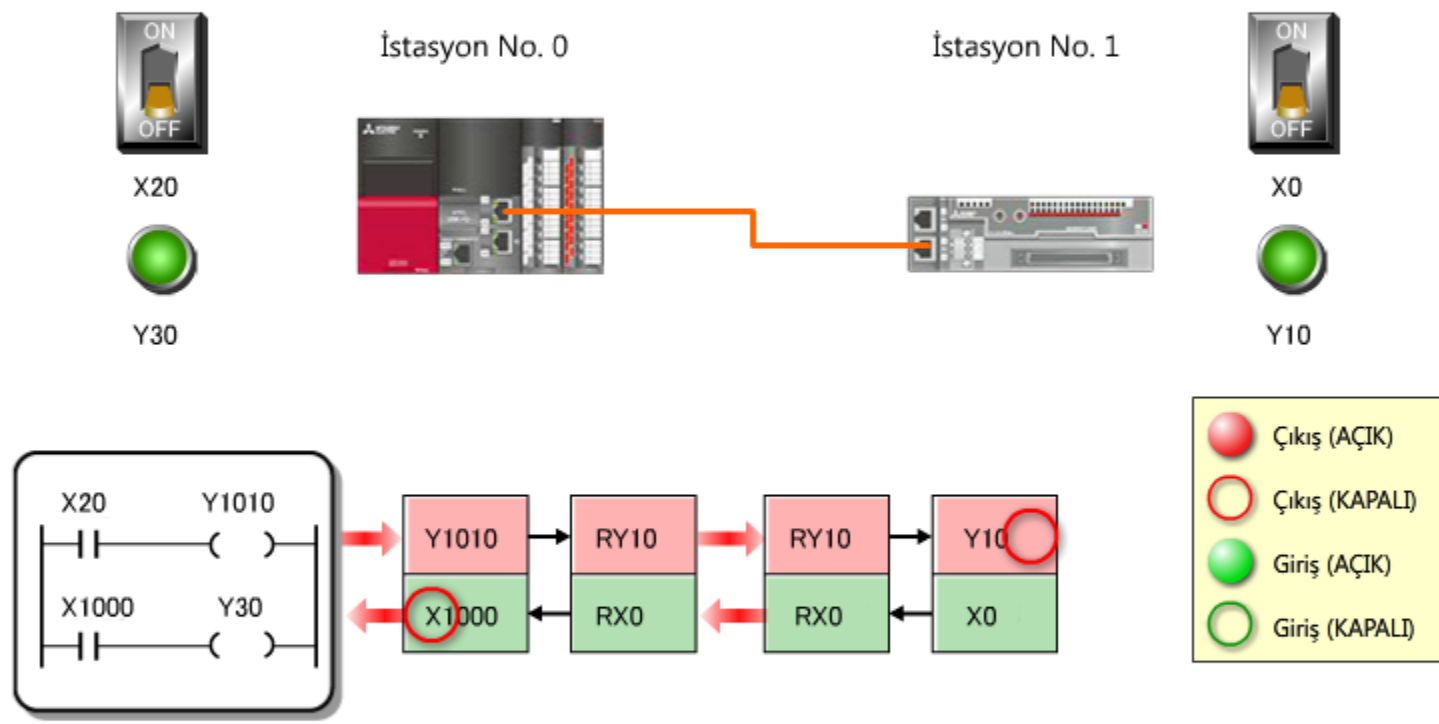 ON
OFF
X20
Y30
İstasyon No. 0
İstasyon No. 1
ON
OFF
X0
Y10
X20 Y1010
X1000 Y30
Y1010 RY10 RY10 Y10
X1000 RX0 RX0 X0
Çıkış (AÇIK)
Çıkış (KAPALI)
Giriş (AÇIK)
Giriş (KAPALI)